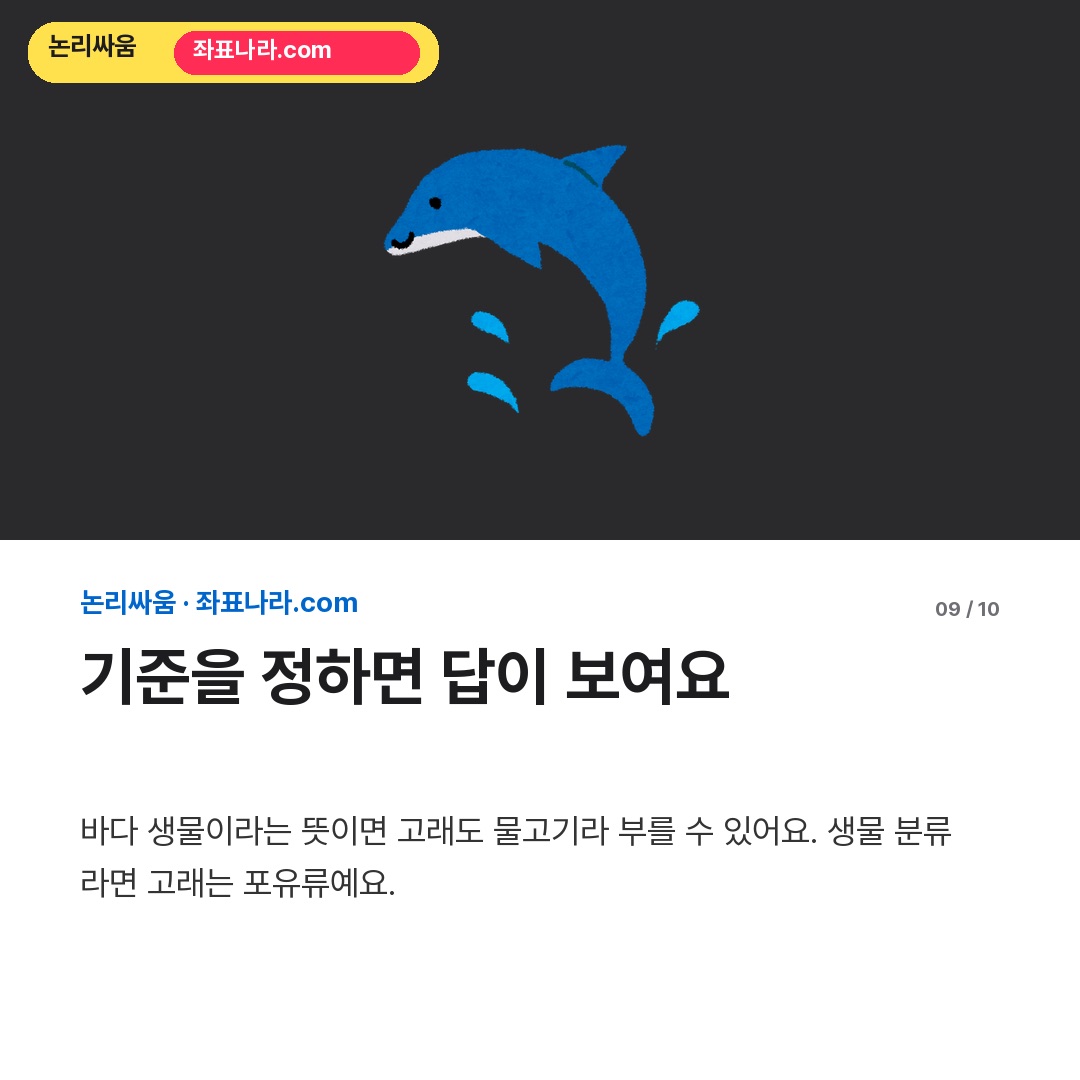 논리싸움 좌표나라.com
논리싸움 · 좌표나라.com
09 / 10
기준을 정하면 답이 보여요
바다 생물이라는 뜻이면 고래도 물고기라 부를 수 있어요. 생물 분류
라면 고래는 포유류예요.